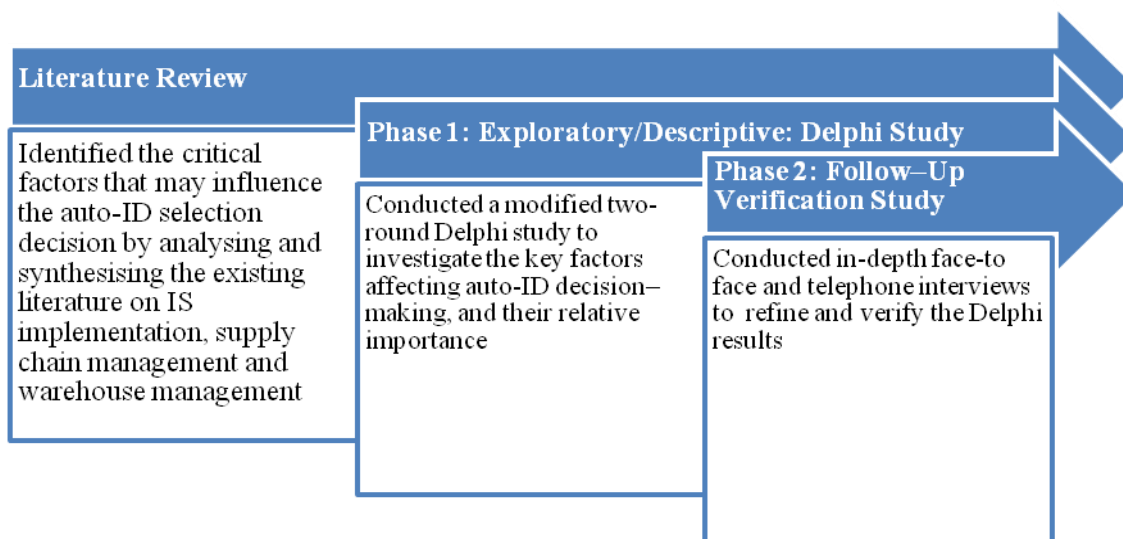 Literature Review
Identified the critical
factors that may influence
the auto-ID selection
decision by analysing and
synthesising the existing
literature on IS
implementation, supply
chain management and
warehouse management
Phase 1: Exploratory/Descriptive: Delphi Study
Conducted a modified two-
round Delphi study to
investigate the key factors
affecting auto-ID decision–
making, and their relative
importance
Phase 2: Follow–Up
Verification Study
Conducted in-depth face-to
face and telephone interviews
to refine and verify the Delphi
results